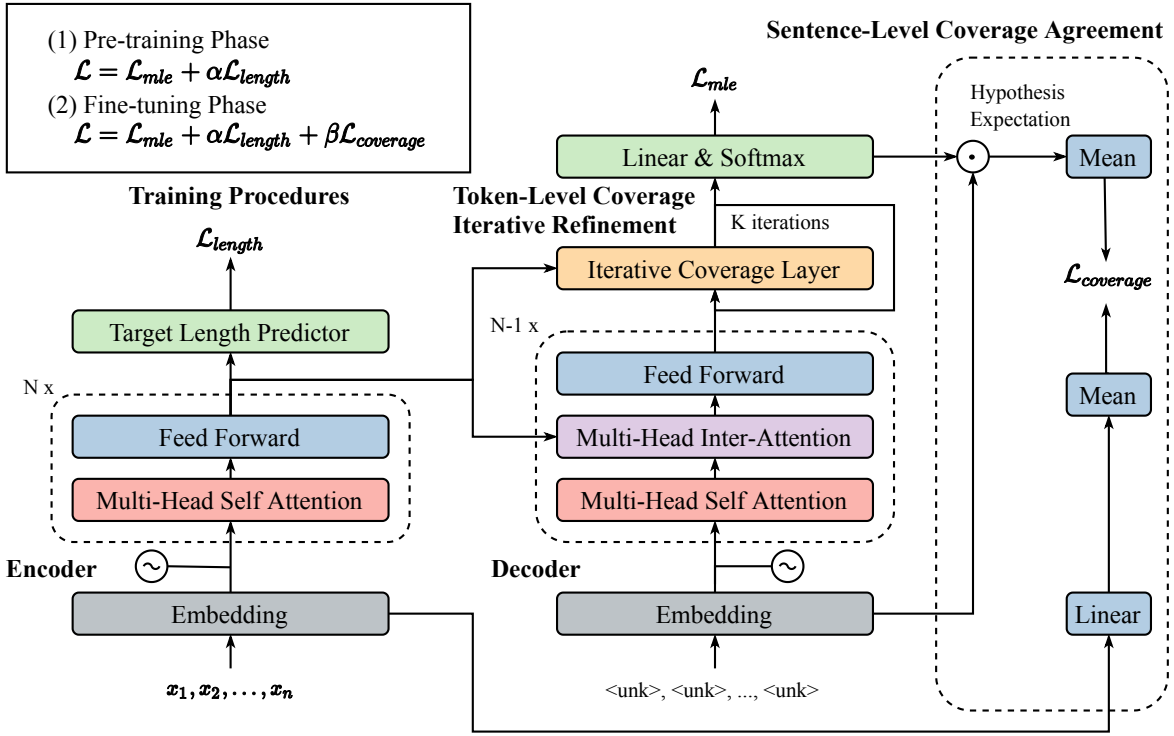 (1) Pre-training Phase
𝓛 = 𝓛mle + α𝓛length
(2) Fine-tuning Phase
𝓛 = 𝓛mle + α𝓛length + β𝓛coverage
Training Procedures
𝓛length
Target Length Predictor
N x
Feed Forward
Multi-Head Self Attention
Encoder
~
Embedding
x1, x2, . . . , xn
𝓛mle
Linear & Softmax
Token-Level Coverage
Iterative Refinement
K iterations
Iterative Coverage Layer
N-1 x
Feed Forward
Multi-Head Inter-Attention
Multi-Head Self Attention
Decoder
~
Embedding
<unk>, <unk>, ..., <unk>
Sentence-Level Coverage Agreement
Hypothesis
Expectation
Mean
𝓛coverage
Mean
Linear